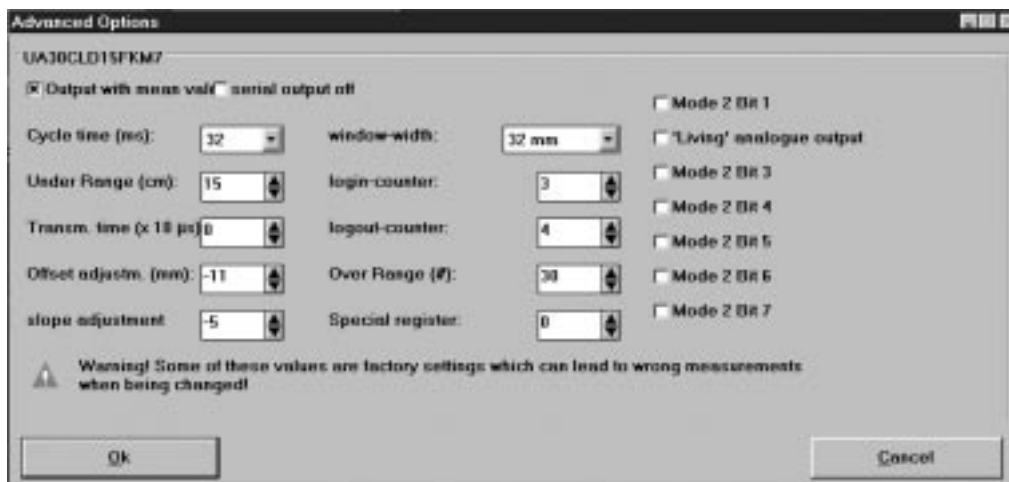 Advanced Options
UA30CLD15FKM7
Output with meas val serial output off
Cycle time (ms): 32
window-width: 32 mm
Under Range (cm): 15
login-counter: 3
Transm. time (x 10 µs) 0
logout-counter: 4
Offset adjustm. (mm): -11
Over Range (#): 30
slope adjustment -5
Special register: 0
Mode 2 Bit 1
'Living' analogue output
Mode 2 Bit 3
Mode 2 Bit 4
Mode 2 Bit 5
Mode 2 Bit 6
Mode 2 Bit 7
Warning! Some of these values are factory settings which can lead to wrong measurements
when being changed!
Ok
Cancel